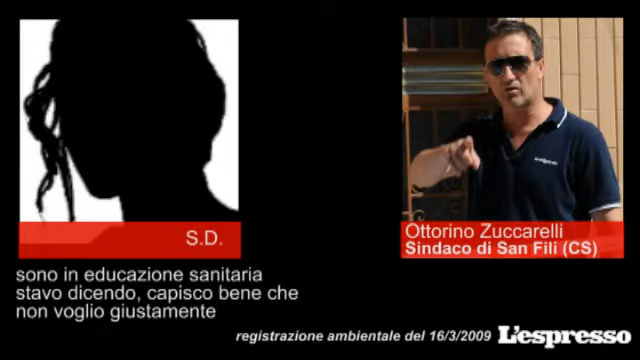 S.D.
Ottorino Zuccarelli
Sindaco di San Fili (CS)
sono in educazione sanitaria
stavo dicendo, capisco bene che
non voglio giustamente
registrazione ambientale del 16/3/2009 L'espresso